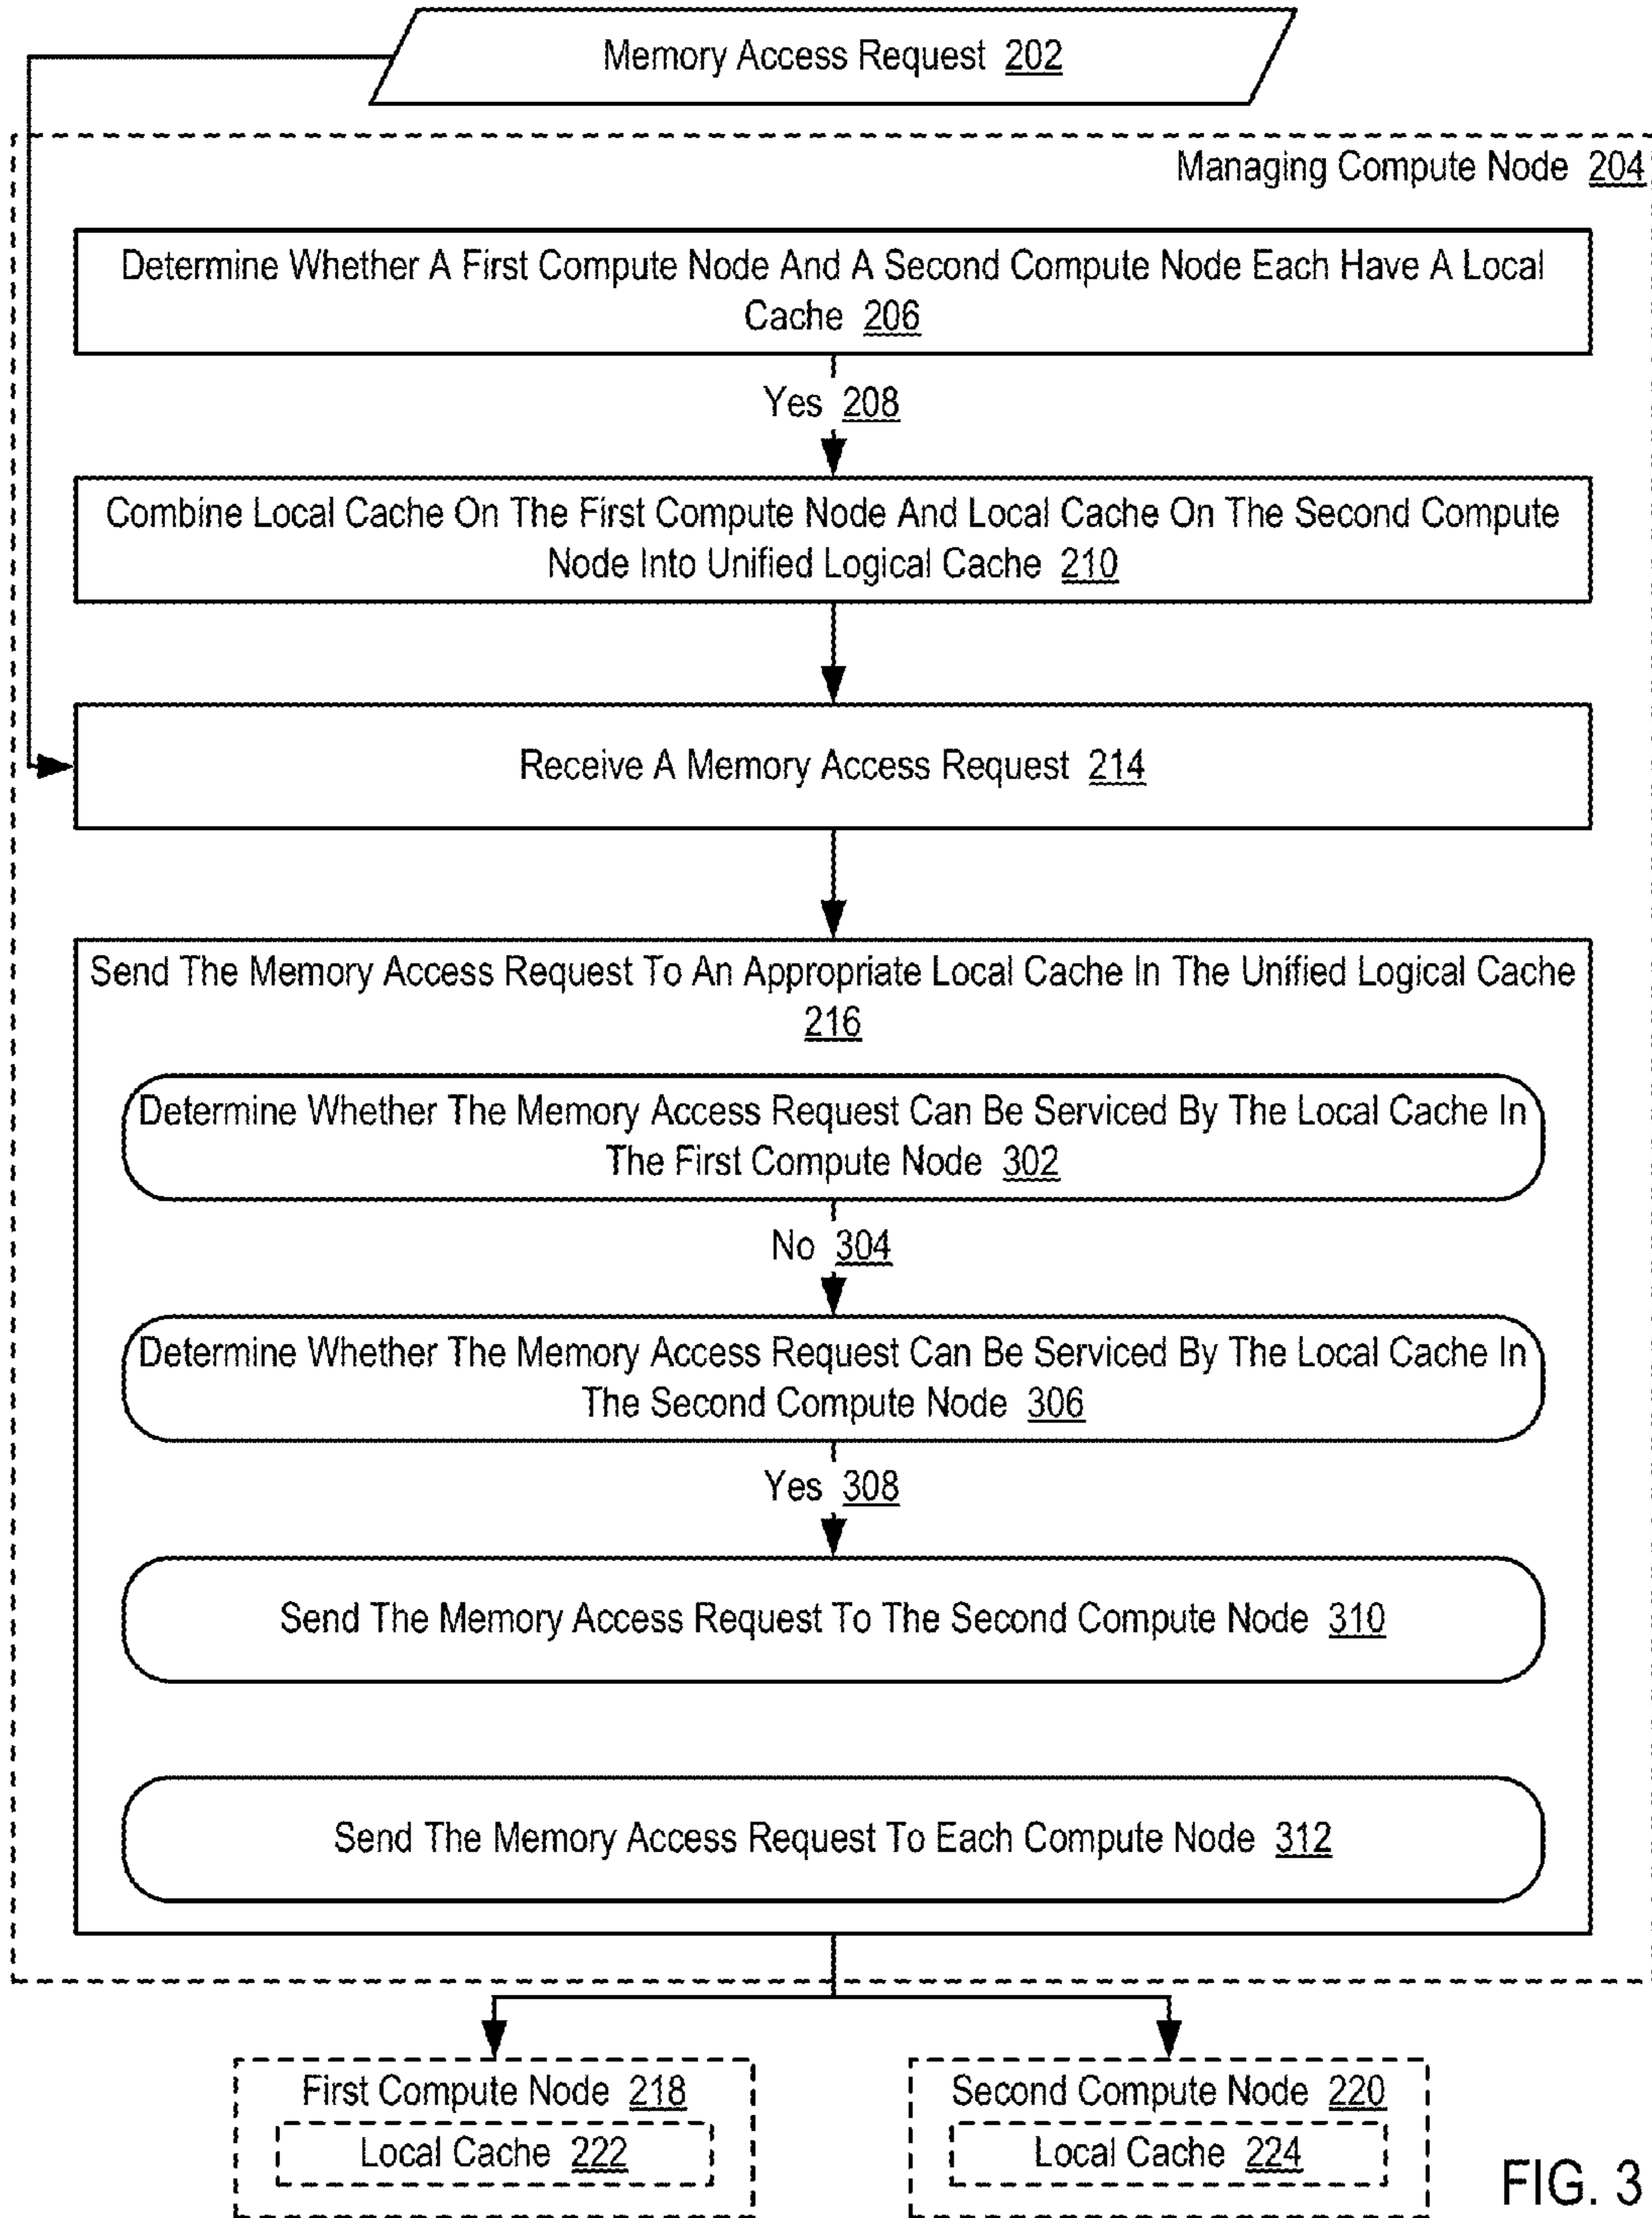 Memory Access Request 202
Managing Compute Node 204
Determine Whether A First Compute Node And A Second Compute Node Each Have A Local
Cache 206
Yes 208
Combine Local Cache On The First Compute Node And Local Cache On The Second Compute
Node Into Unified Logical Cache 210
Receive A Memory Access Request 214
Send The Memory Access Request To An Appropriate Local Cache In The Unified Logical Cache
216
Determine Whether The Memory Access Request Can Be Serviced By The Local Cache In
The First Compute Node 302
No 304
Determine Whether The Memory Access Request Can Be Serviced By The Local Cache In
The Second Compute Node 306
Yes 308
Send The Memory Access Request To The Second Compute Node 310
Send The Memory Access Request To Each Compute Node 312
First Compute Node 218
Local Cache 222
Second Compute Node 220
Local Cache 224
FIG. 3